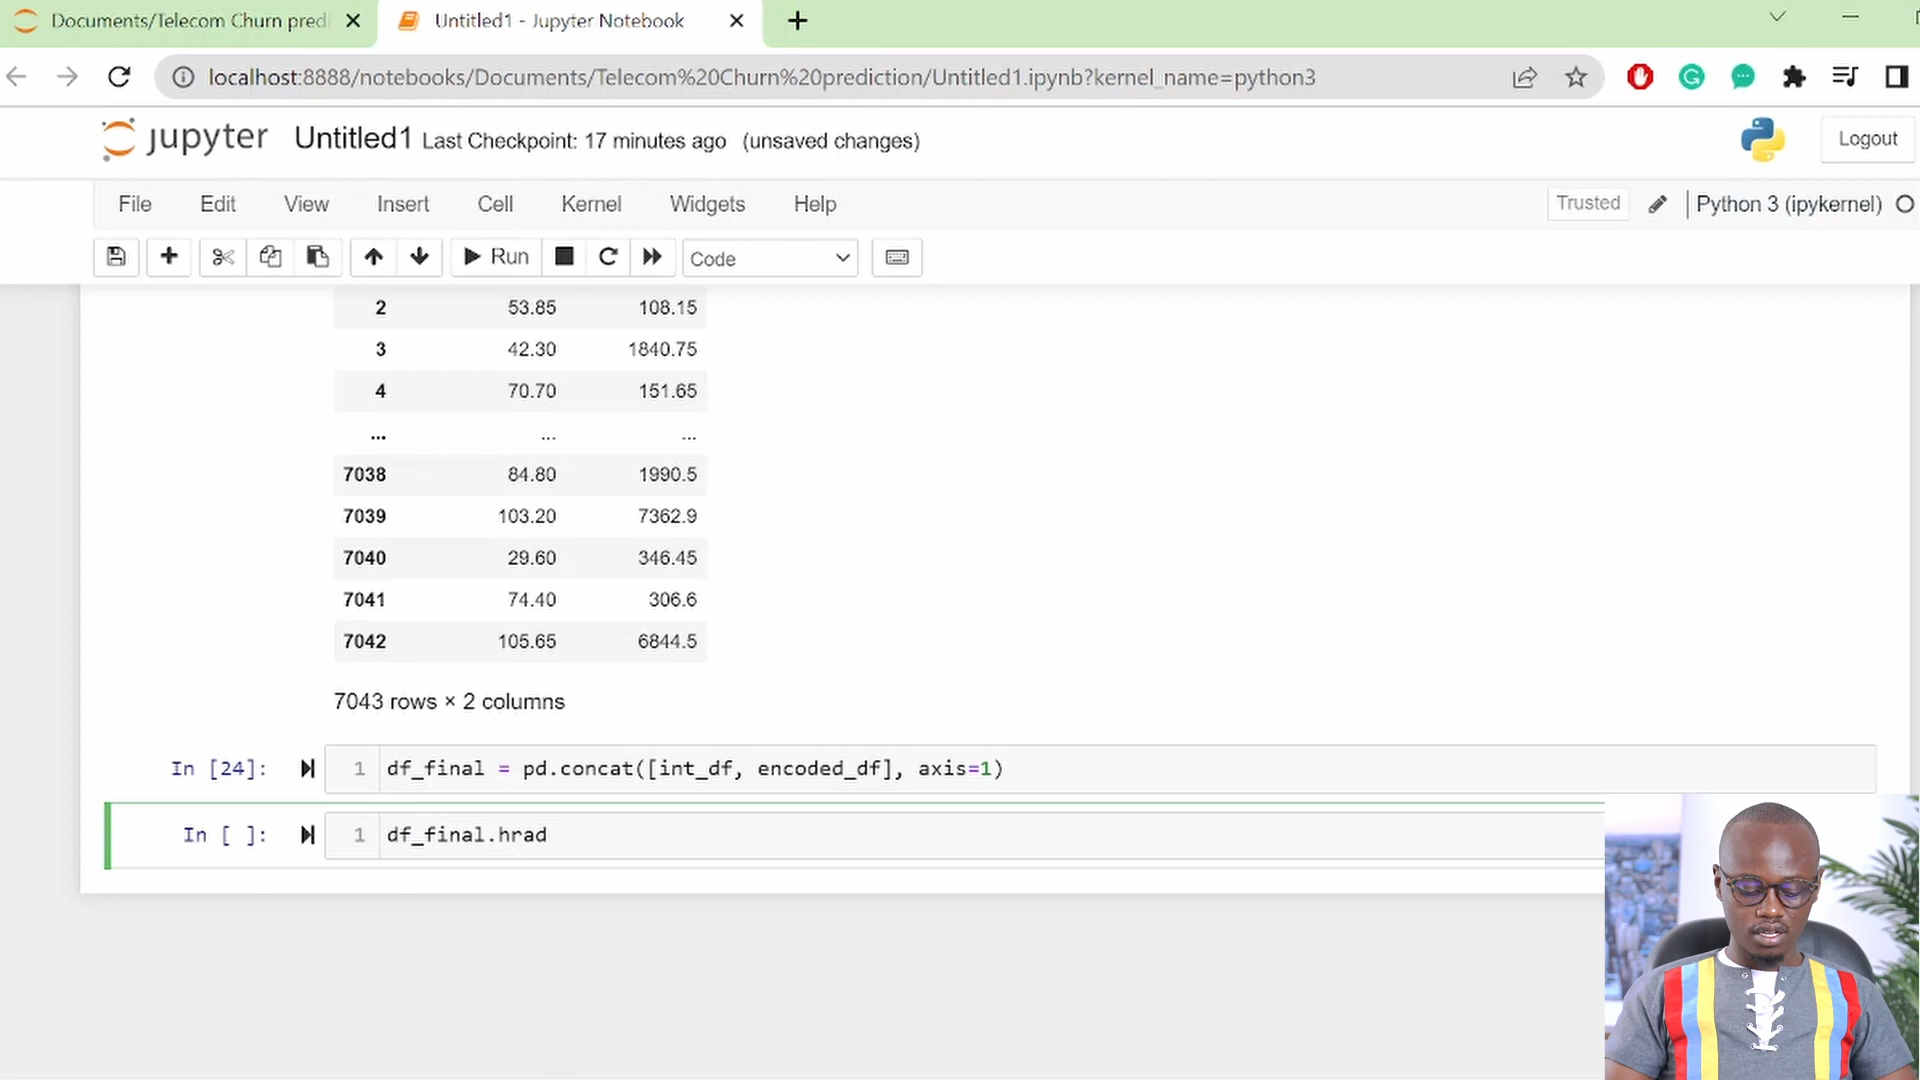 Documents/Telecom Churn predi
Untitled1 - Jupyter Notebook
localhost:8888/notebooks/Documents/Telecom%20Churn%20prediction/Untitled1.ipynb?kernel_name=python3
jupyter Untitled1 Last Checkpoint: 17 minutes ago (unsaved changes)
Logout
File Edit View Insert Cell Kernel Widgets Help
Trusted
Python 3 (ipykernel)
Run
Code
2 53.85 108.15
3 42.30 1840.75
4 70.70 151.65
... ... ...
7038 84.80 1990.5
7039 103.20 7362.9
7040 29.60 346.45
7041 74.40 306.6
7042 105.65 6844.5
7043 rows × 2 columns
In [24]: 1 df_final = pd.concat([int_df, encoded_df], axis=1)
In [ ]: 1 df_final.hrad